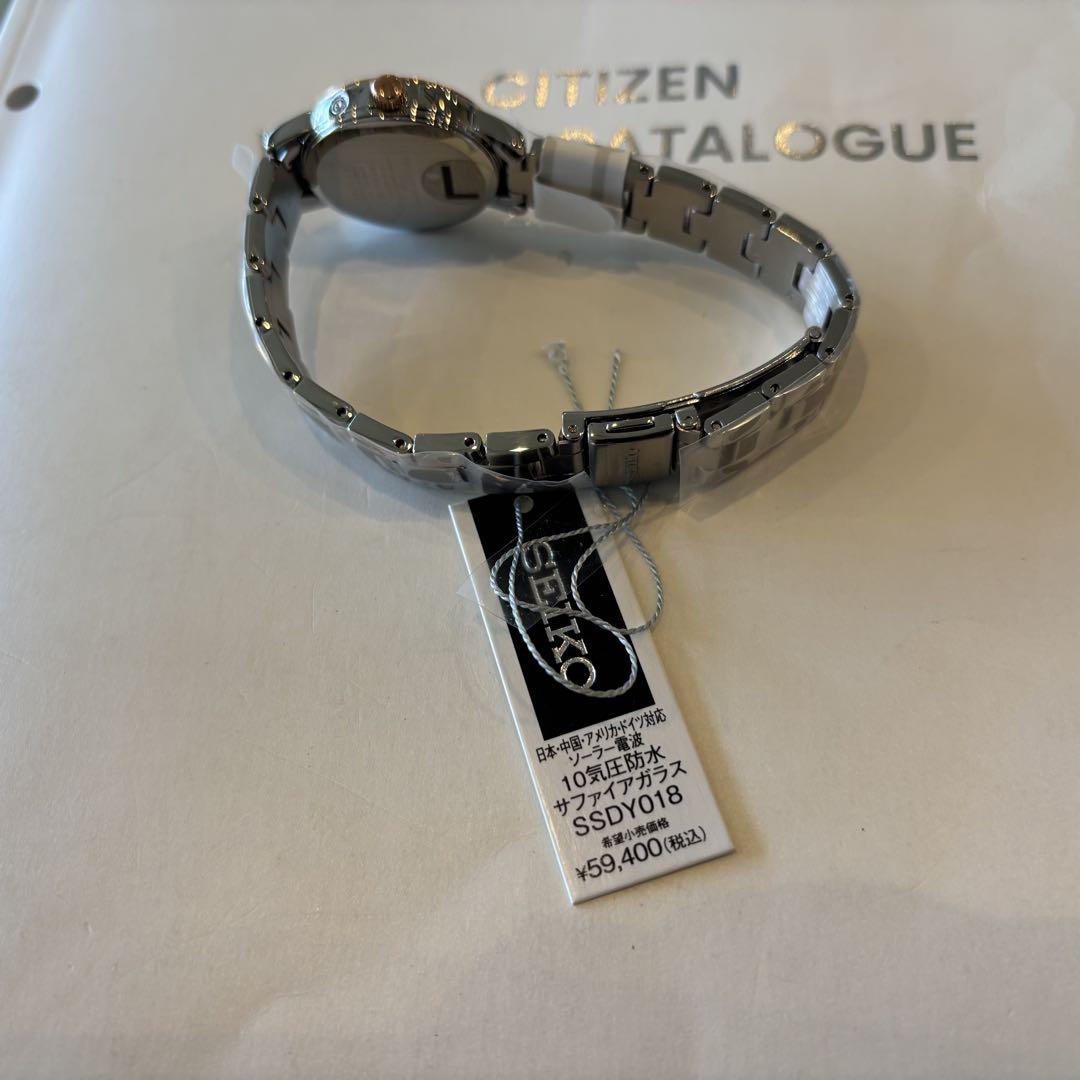 CITIZEN
CATALOGUE
SEIKO
日本・中国・アメリカ・ドイツ対応
ソーラー電波
10気圧防水
サファイアガラス
SSDY018
希望小売価格
¥59,400(税込)